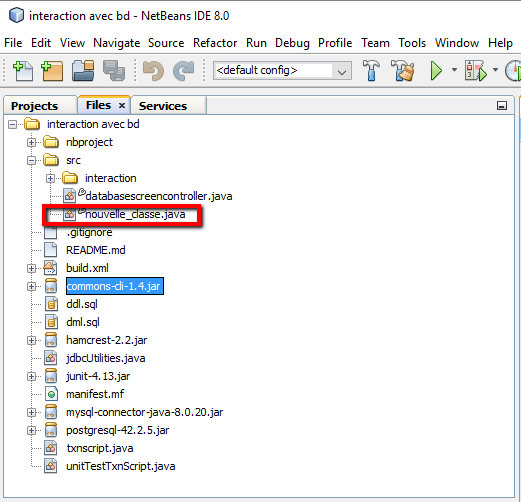 interaction avec bd - NetBeans IDE 8.0
File Edit View Navigate Source Refactor Run Debug Profile Team Tools Window Help
<default config>
Projects Files × Services
interaction avec bd
nbproject
src
interaction
databasescreencontroller.java
nouvelle_classe.java
.gitignore
README.md
build.xml
commons-cli-1.4.jar
ddl.sql
dml.sql
hamcrest-2.2.jar
jdbcUtilities.java
junit-4.13.jar
manifest.mf
mysql-connector-java-8.0.20.jar
postgresql-42.2.5.jar
txnscript.java
unitTestTxnScript.java